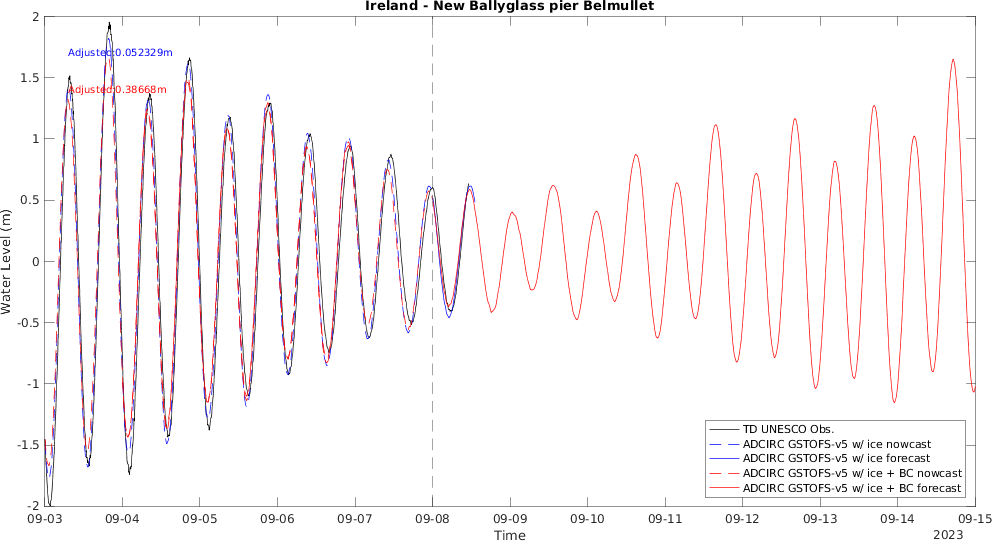 Ireland - New Ballyglass pier Belmullet
Adjusted:0.052329m
Adjusted:0.38668m
Water Level (m)
2
1.5
1
0.5
0
-0.5
-1
-1.5
-2
09-03 09-04 09-05 09-06 09-07 09-08 09-09 09-10 09-11 09-12 09-13 09-14 09-15
Time
2023
TD UNESCO Obs.
ADCIRC GSTOFS-v5 w/ ice nowcast
ADCIRC GSTOFS-v5 w/ ice forecast
ADCIRC GSTOFS-v5 w/ ice + BC nowcast
ADCIRC GSTOFS-v5 w/ ice + BC forecast